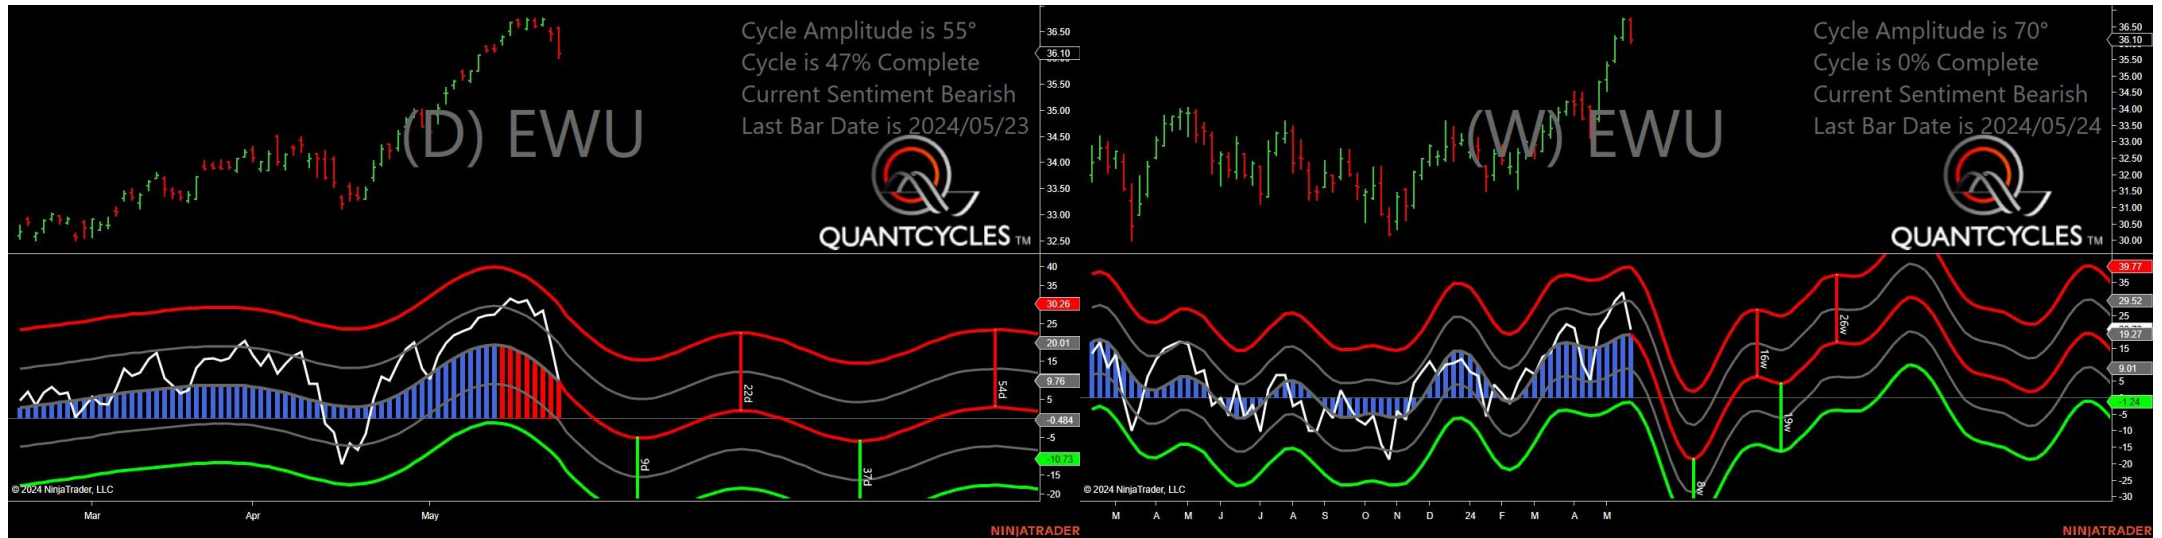 Cycle Amplitude is 55°
Cycle is 47% Complete
Current Sentiment Bearish
Last Bar Date is 2024/05/23
(D) EWU
QUANTCYCLES TM
36.50
36.10
35.50
35.00
34.50
34.00
33.50
33.00
32.50
40
35
30.26
25
20.01
15
9.76
5
-0.484
-5
-10.73
-15
-20
9d
22d
37d
54d
© 2024 NinjaTrader, LLC
Mar Apr May
NINJATRADER
Cycle Amplitude is 70°
Cycle is 0% Complete
Current Sentiment Bearish
Last Bar Date is 2024/05/24
(W) EWU
QUANTCYCLES TM
36.50
36.10
35.50
35.00
34.50
34.00
33.50
33.00
32.50
32.00
31.50
31.00
30.50
30.00
39.77
35
29.52
25
19.27
15
9.01
5
-1.24
-5
-10
-15
-20
-25
-30
8w
16w
19w
26w
© 2024 NinjaTrader, LLC
M A M J J A S O N D 24 F M A M
NINJATRADER